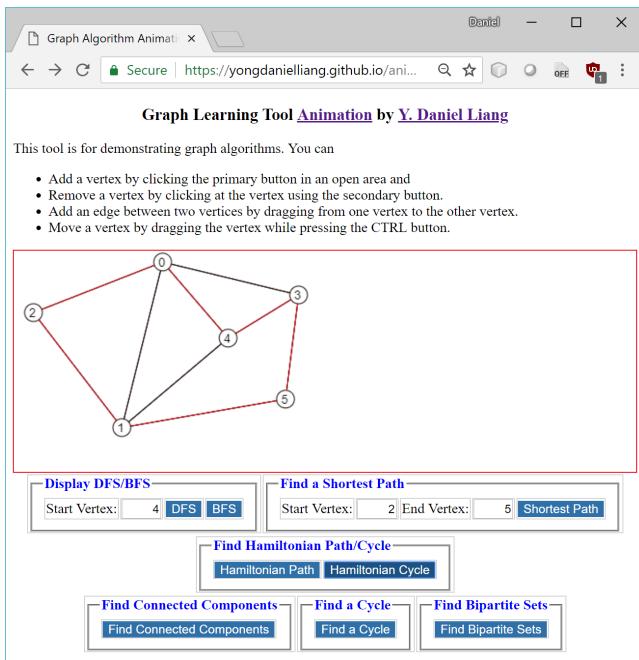 Daniel
Graph Algorithm Animati
Secure https://yongdanielliang.github.io/ani...
OFF
1
Graph Learning Tool Animation by Y. Daniel Liang
This tool is for demonstrating graph algorithms. You can
• Add a vertex by clicking the primary button in an open area and
• Remove a vertex by clicking at the vertex using the secondary button.
• Add an edge between two vertices by dragging from one vertex to the other vertex.
• Move a vertex by dragging the vertex while pressing the CTRL button.
0
3
2
4
5
1
Display DFS/BFS
Start Vertex: 4 DFS BFS
Find a Shortest Path
Start Vertex: 2 End Vertex: 5 Shortest Path
Find Hamiltonian Path/Cycle
Hamiltonian Path Hamiltonian Cycle
Find Connected Components
Find Connected Components
Find a Cycle
Find a Cycle
Find Bipartite Sets
Find Bipartite Sets